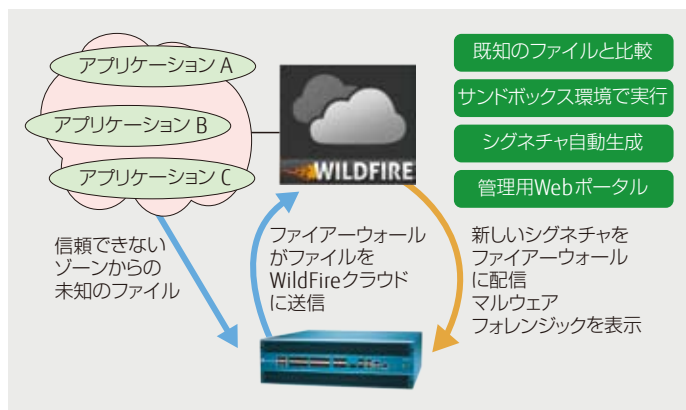 アプリケーション A
アプリケーション B
アプリケーション C
WILDFIRE
既知のファイルと比較
サンドボックス環境で実行
シグネチャ自動生成
管理用Webポータル
信頼できない
ゾーンからの
未知のファイル
ファイアーウォール
がファイルを
WildFireクラウド
に送信
新しいシグネチャを
ファイアーウォール
に配信
マルウェア
フォレンジックを表示